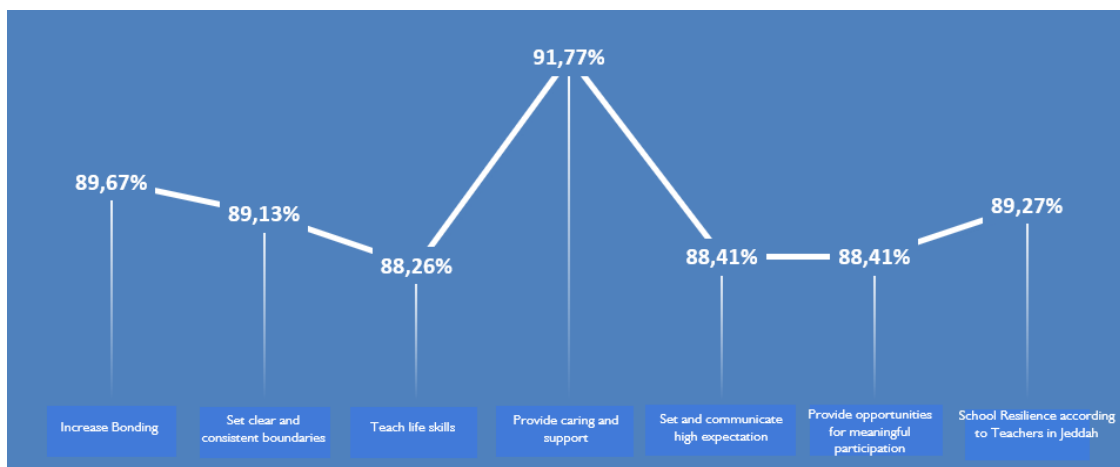 89,67%
89,13%
88,26%
91,77%
88,41%
88,41%
89,27%
Increase Bonding
Set clear and
consistent boundaries
Teach life skills
Provide caring and
support
Set and communicate
high expectation
Provide opportunities
for meaningful
participation
School Resilience according
to Teachers in Jeddah